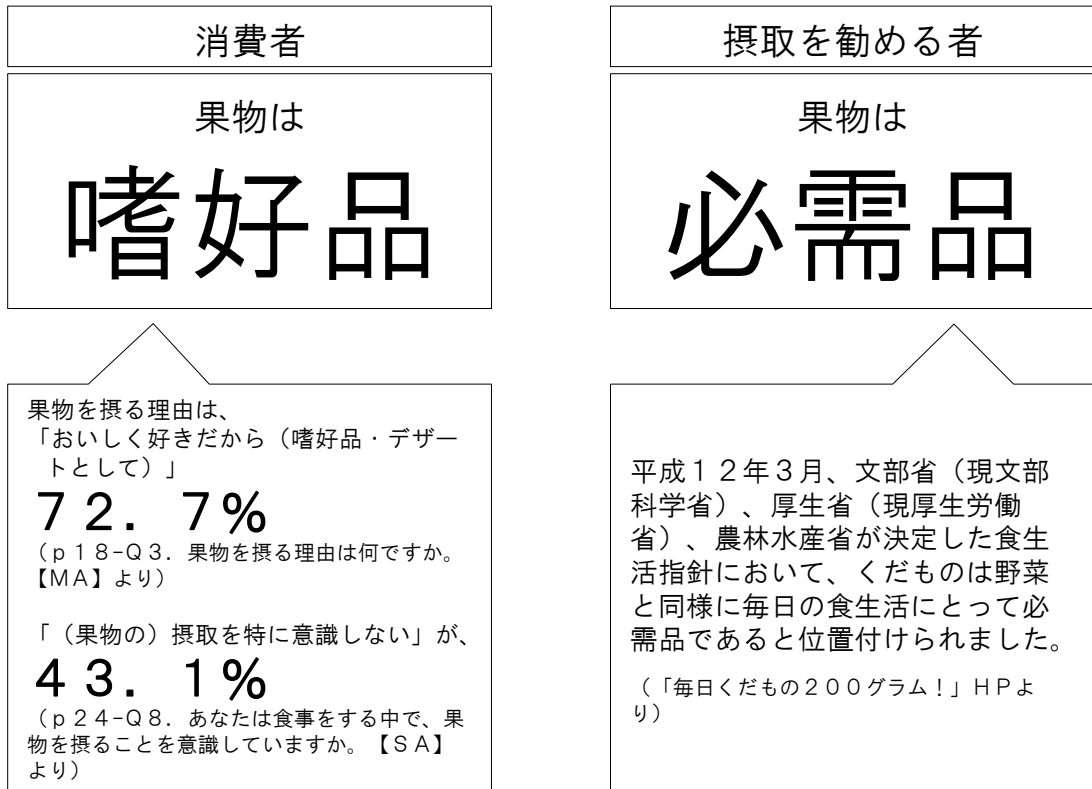 消費者
果物は
嗜好品
果物を摂る理由は、
「おいしく好きだから（嗜好品・デザー
トとして）」
７２．７％
（ｐ１８-Ｑ３．果物を摂る理由は何ですか。
【ＭＡ】より）
「（果物の）摂取を特に意識しない」が、
４３．１％
（ｐ２４-Ｑ８．あなたは食事をする中で、果
物を摂ることを意識していますか。【ＳＡ】
より）
摂取を勧める者
果物は
必需品
平成１２年３月、文部省（現文部
科学省）、厚生省（現厚生労働
省）、農林水産省が決定した食生
活指針において、くだものは野菜
と同様に毎日の食生活にとって必
需品であると位置付けられました。
（「毎日くだもの２００グラム！」ＨＰよ
り）